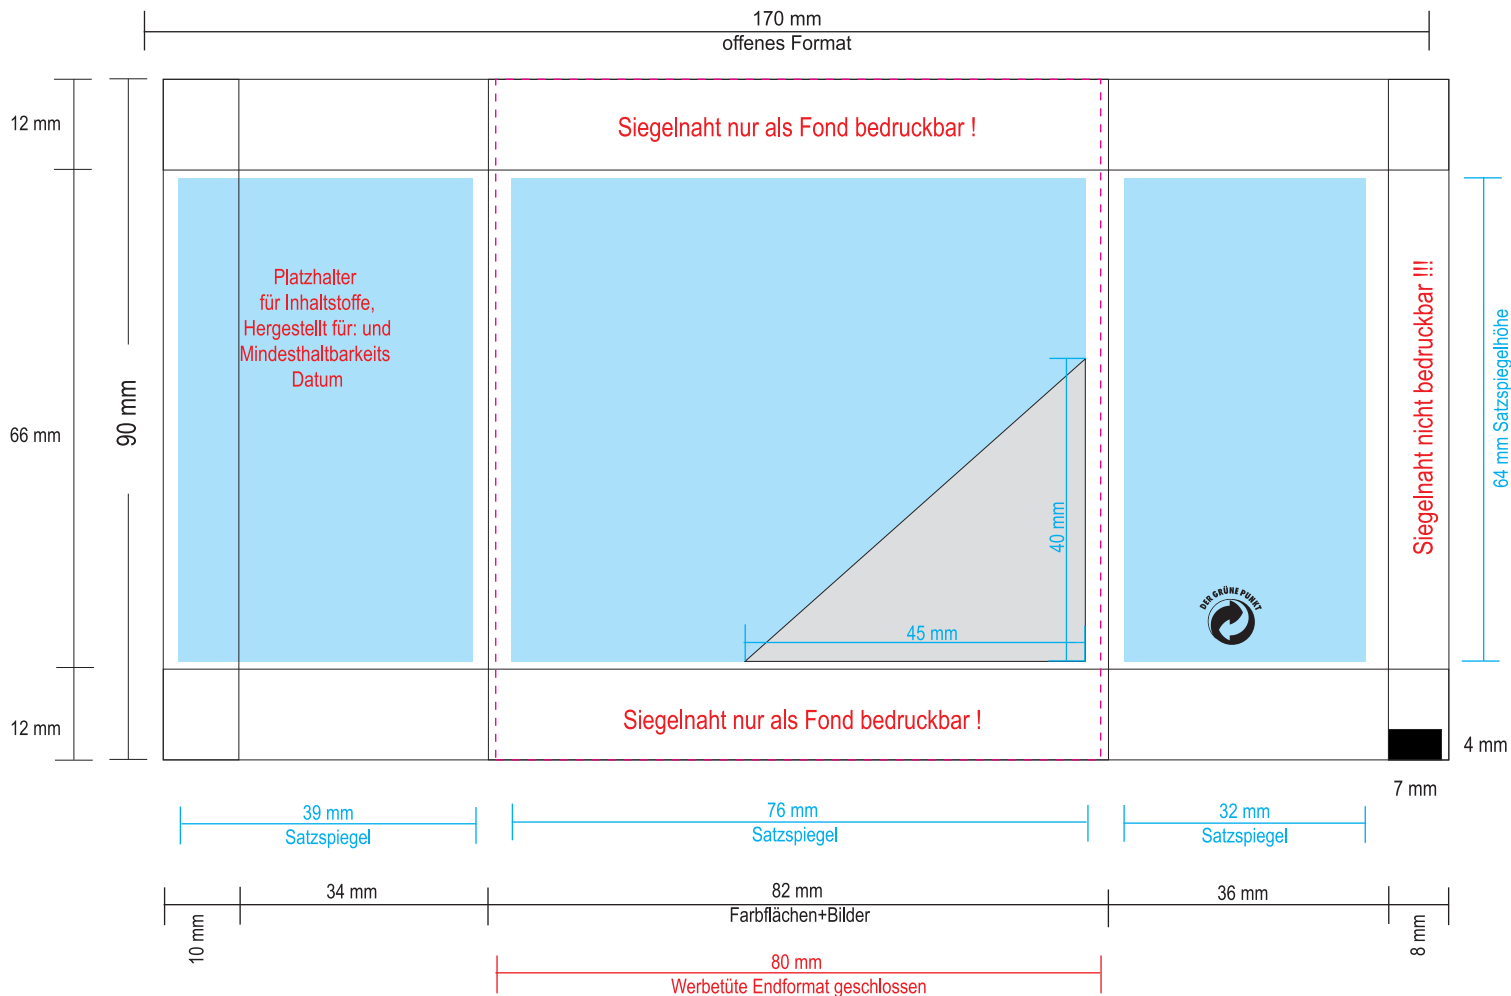 170 mm
offenes Format
12 mm
Siegelnaht nur als Fond bedruckbar !
Platzhalter
für Inhaltstoffe,
Hergestellt für: und
Mindesthaltbarkeits
Datum
66 mm
90 mm
40 mm
45 mm
DER GRÜNE PUNKT
Siegelnaht nicht bedruckbar !!!
64 mm Satzspiegelhöhe
12 mm
Siegelnaht nur als Fond bedruckbar !
4 mm
7 mm
39 mm
Satzspiegel
76 mm
Satzspiegel
32 mm
Satzspiegel
10 mm
34 mm
82 mm
Farbflächen+Bilder
36 mm
8 mm
80 mm
Werbetüte Endformat geschlossen